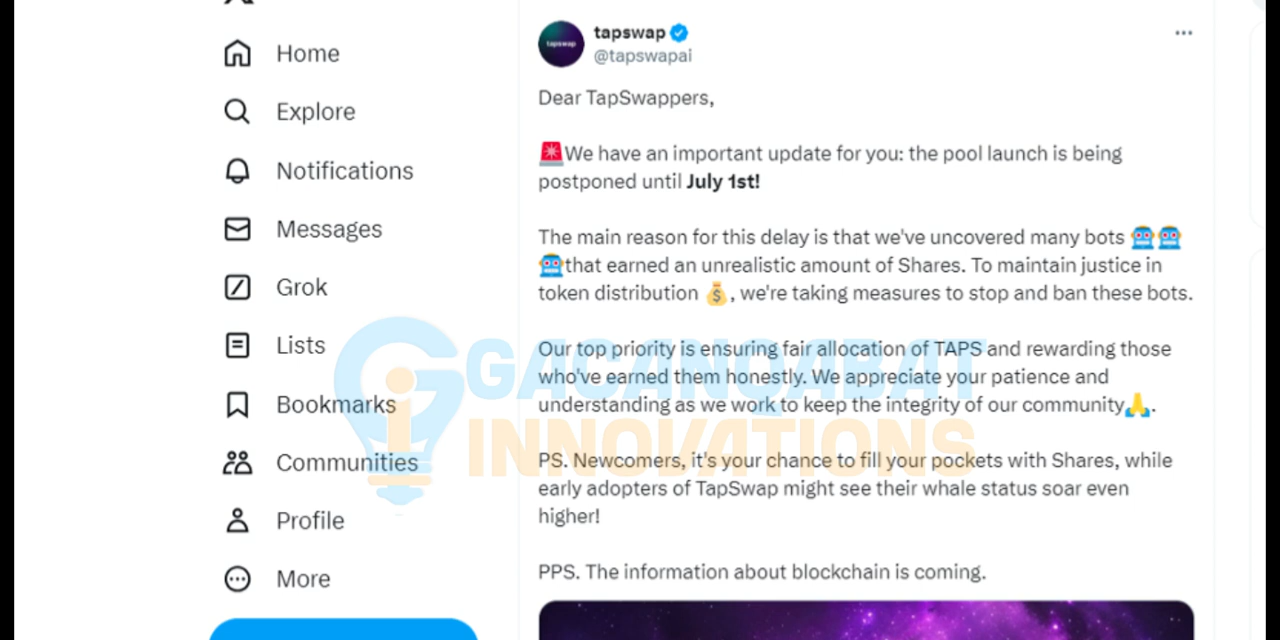 Home
Explore
Notifications
Messages
Grok
Lists
Bookmarks
Communities
Profile
More
tapswap
tapswap
@tapswapai
Dear TapSwappers,
🚨We have an important update for you: the pool launch is being
postponed until July 1st!
The main reason for this delay is that we've uncovered many bots 🤖🤖
🤖that earned an unrealistic amount of Shares. To maintain justice in
token distribution 💰, we're taking measures to stop and ban these bots.
Our top priority is ensuring fair allocation of TAPS and rewarding those
who've earned them honestly. We appreciate your patience and
understanding as we work to keep the integrity of our community🙏.
PS. Newcomers, it's your chance to fill your pockets with Shares, while
early adopters of TapSwap might see their whale status soar even
higher!
PPS. The information about blockchain is coming.
GACANCABAT
INNOVATIONS